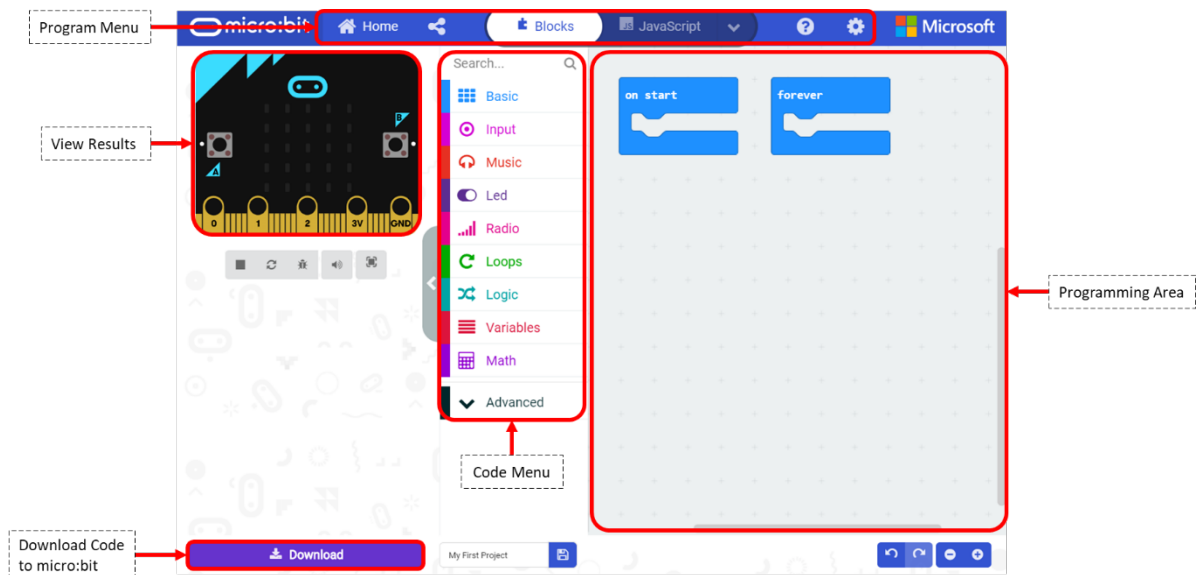 Program Menu
micro:bit
Home
Blocks
JS JavaScript
Microsoft
View Results
A
B
0 1 2 3V GND
Search...
Basic
Input
Music
Led
Radio
Loops
Logic
Variables
Math
Advanced
on start
forever
Programming Area
Code Menu
Download Code
to micro:bit
Download
My First Project